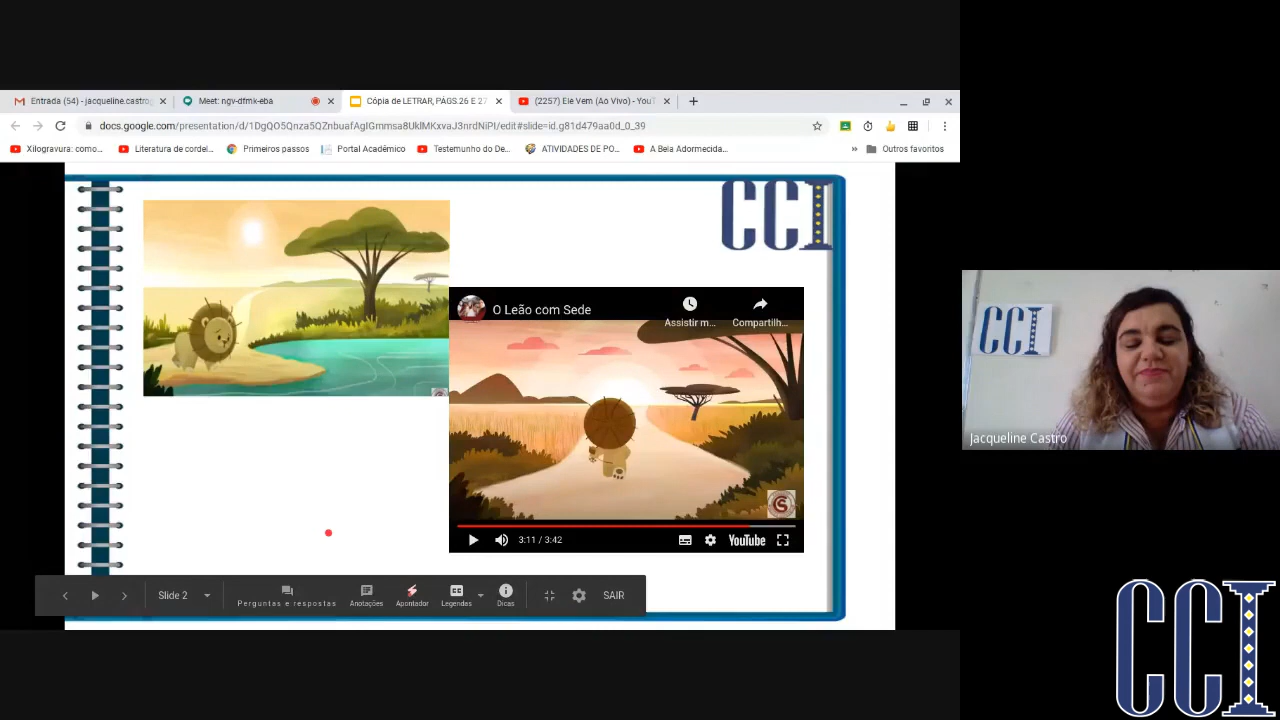 Entrada (54) - jacqueline.castro
Meet: ngv-dfmk-eba
Cópia de LETRAR, PÁGS.26 E 27
(2257) Ele Vem (Ao Vivo) - YouT
docs.google.com/presentation/d/1DgQO5Qnza5QZnbuafAgIGmmsa8UklMKxvaJ3nrdNiPI/edit#slide=id.g81d479aa0d_0_39
Xilogravura: como...
Literatura de cordel...
Primeiros passos
Portal Acadêmico
Testemunho do De...
ATIVIDADES DE PO...
A Bela Adormecida...
»
Outros favoritos
CCI
O Leão com Sede
Assistir m...
Compartilh...
3:11 / 3:42
YouTube
CCI
Jacqueline Castro
Slide 2
Perguntas e respostas
Anotações
Apontador
Legendas
Dicas
SAIR
CCI